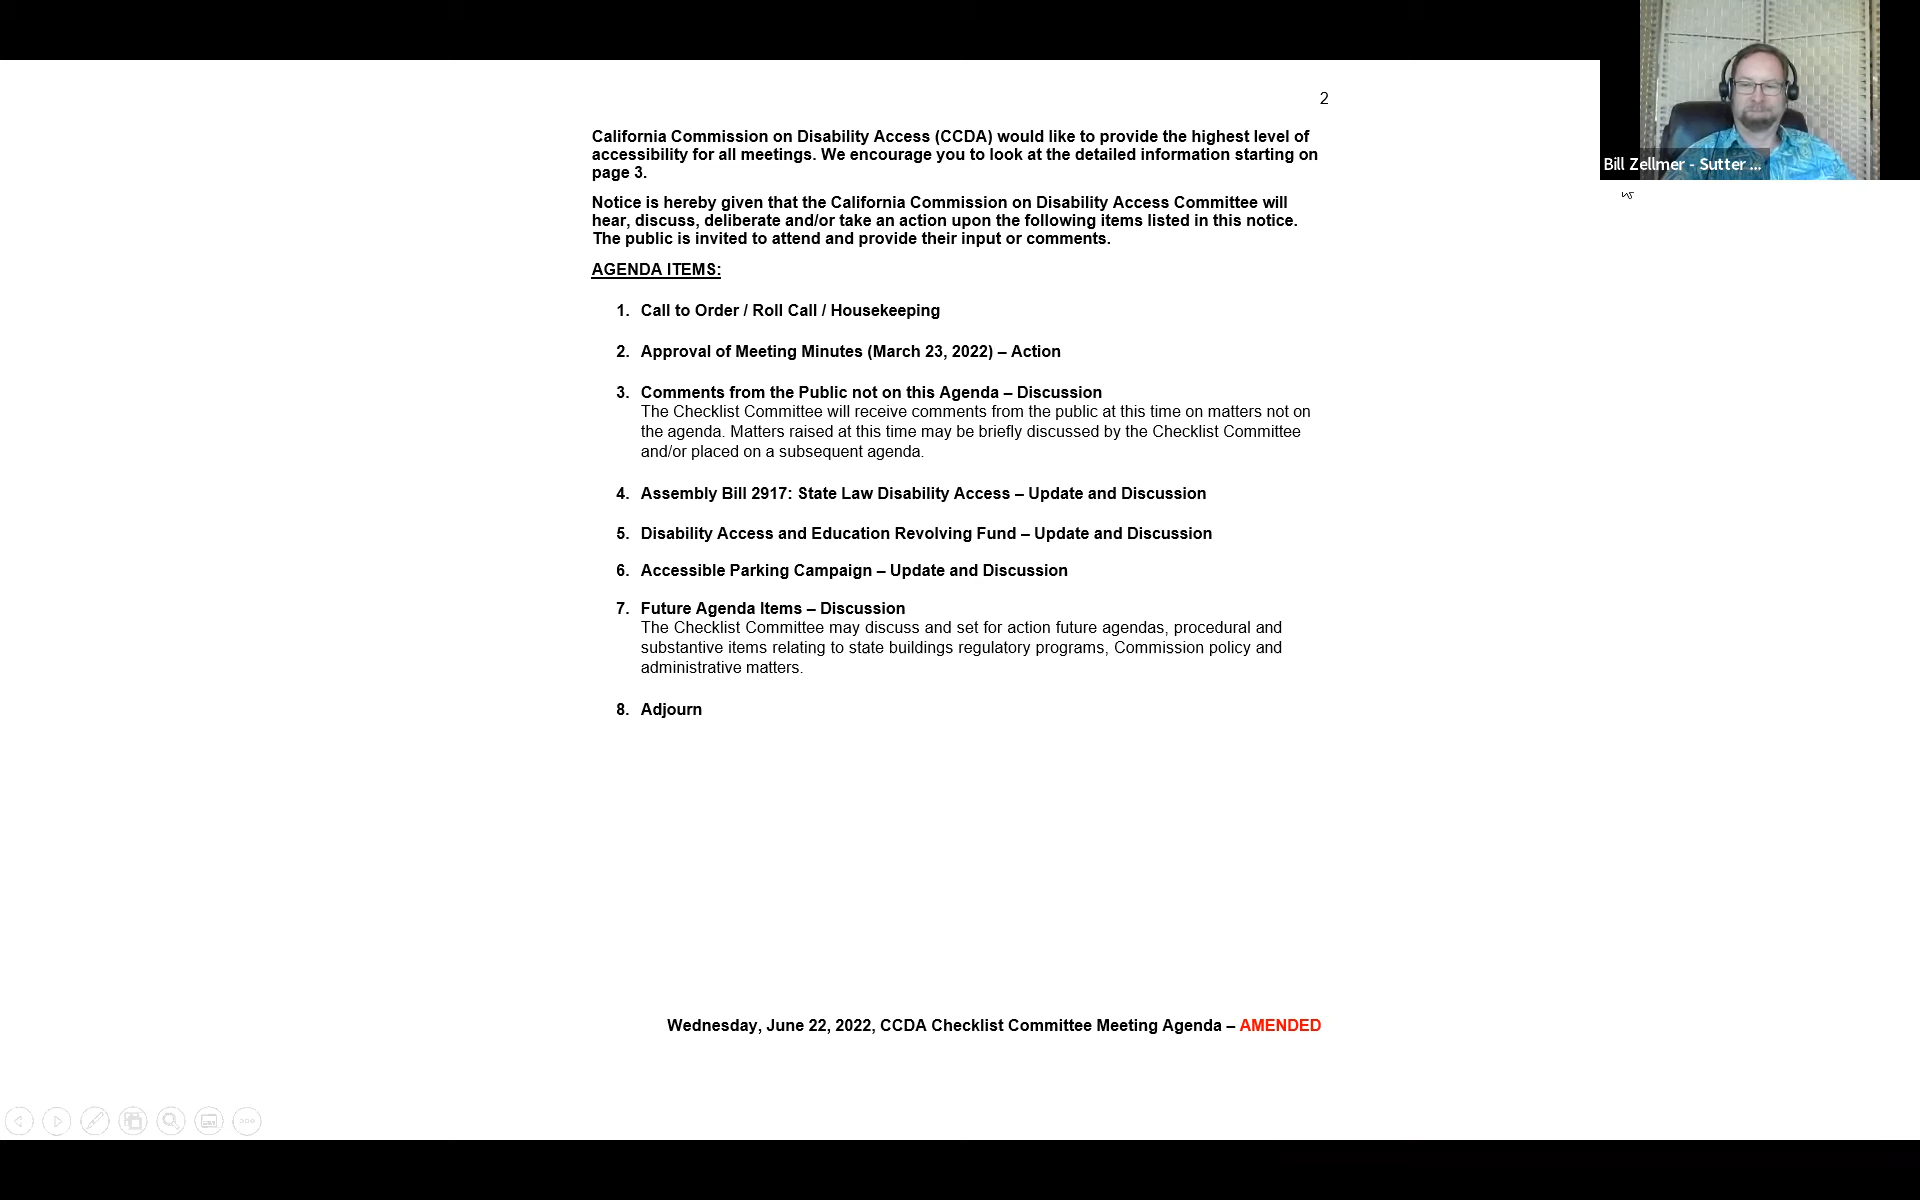 2
California Commission on Disability Access (CCDA) would like to provide the highest level of
accessibility for all meetings. We encourage you to look at the detailed information starting on
page 3.
Notice is hereby given that the California Commission on Disability Access Committee will
hear, discuss, deliberate and/or take an action upon the following items listed in this notice.
The public is invited to attend and provide their input or comments.
AGENDA ITEMS:
1. Call to Order / Roll Call / Housekeeping
2. Approval of Meeting Minutes (March 23, 2022) – Action
3. Comments from the Public not on this Agenda – Discussion
The Checklist Committee will receive comments from the public at this time on matters not on
the agenda. Matters raised at this time may be briefly discussed by the Checklist Committee
and/or placed on a subsequent agenda.
4. Assembly Bill 2917: State Law Disability Access – Update and Discussion
5. Disability Access and Education Revolving Fund – Update and Discussion
6. Accessible Parking Campaign – Update and Discussion
7. Future Agenda Items – Discussion
The Checklist Committee may discuss and set for action future agendas, procedural and
substantive items relating to state buildings regulatory programs, Commission policy and
administrative matters.
8. Adjourn
Wednesday, June 22, 2022, CCDA Checklist Committee Meeting Agenda – AMENDED
Bill Zellmer - Sutter ...